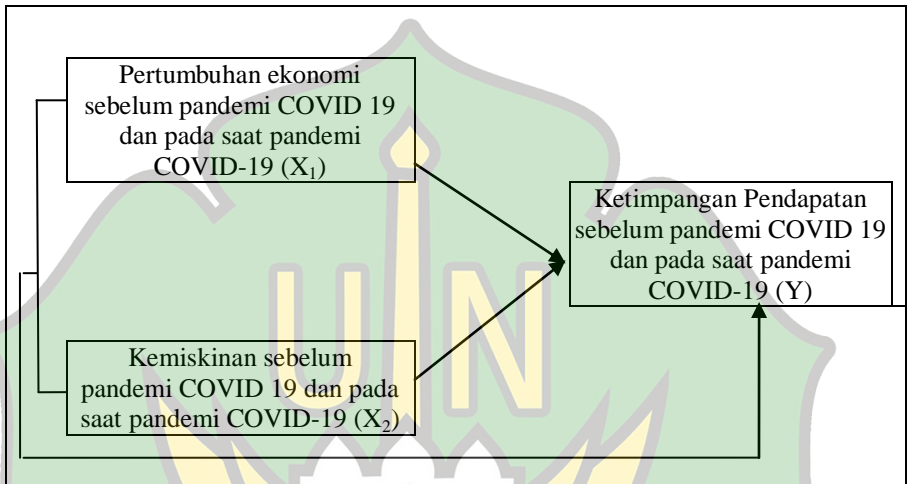 Pertumbuhan ekonomi
sebelum pandemi COVID 19
dan pada saat pandemi
COVID-19 (X₁)
Ketimpangan Pendapatan
sebelum pandemi COVID 19
dan pada saat pandemi
COVID-19 (Y)
Kemiskinan sebelum
pandemi COVID 19 dan pada
saat pandemi COVID-19 (X₂)
UIN